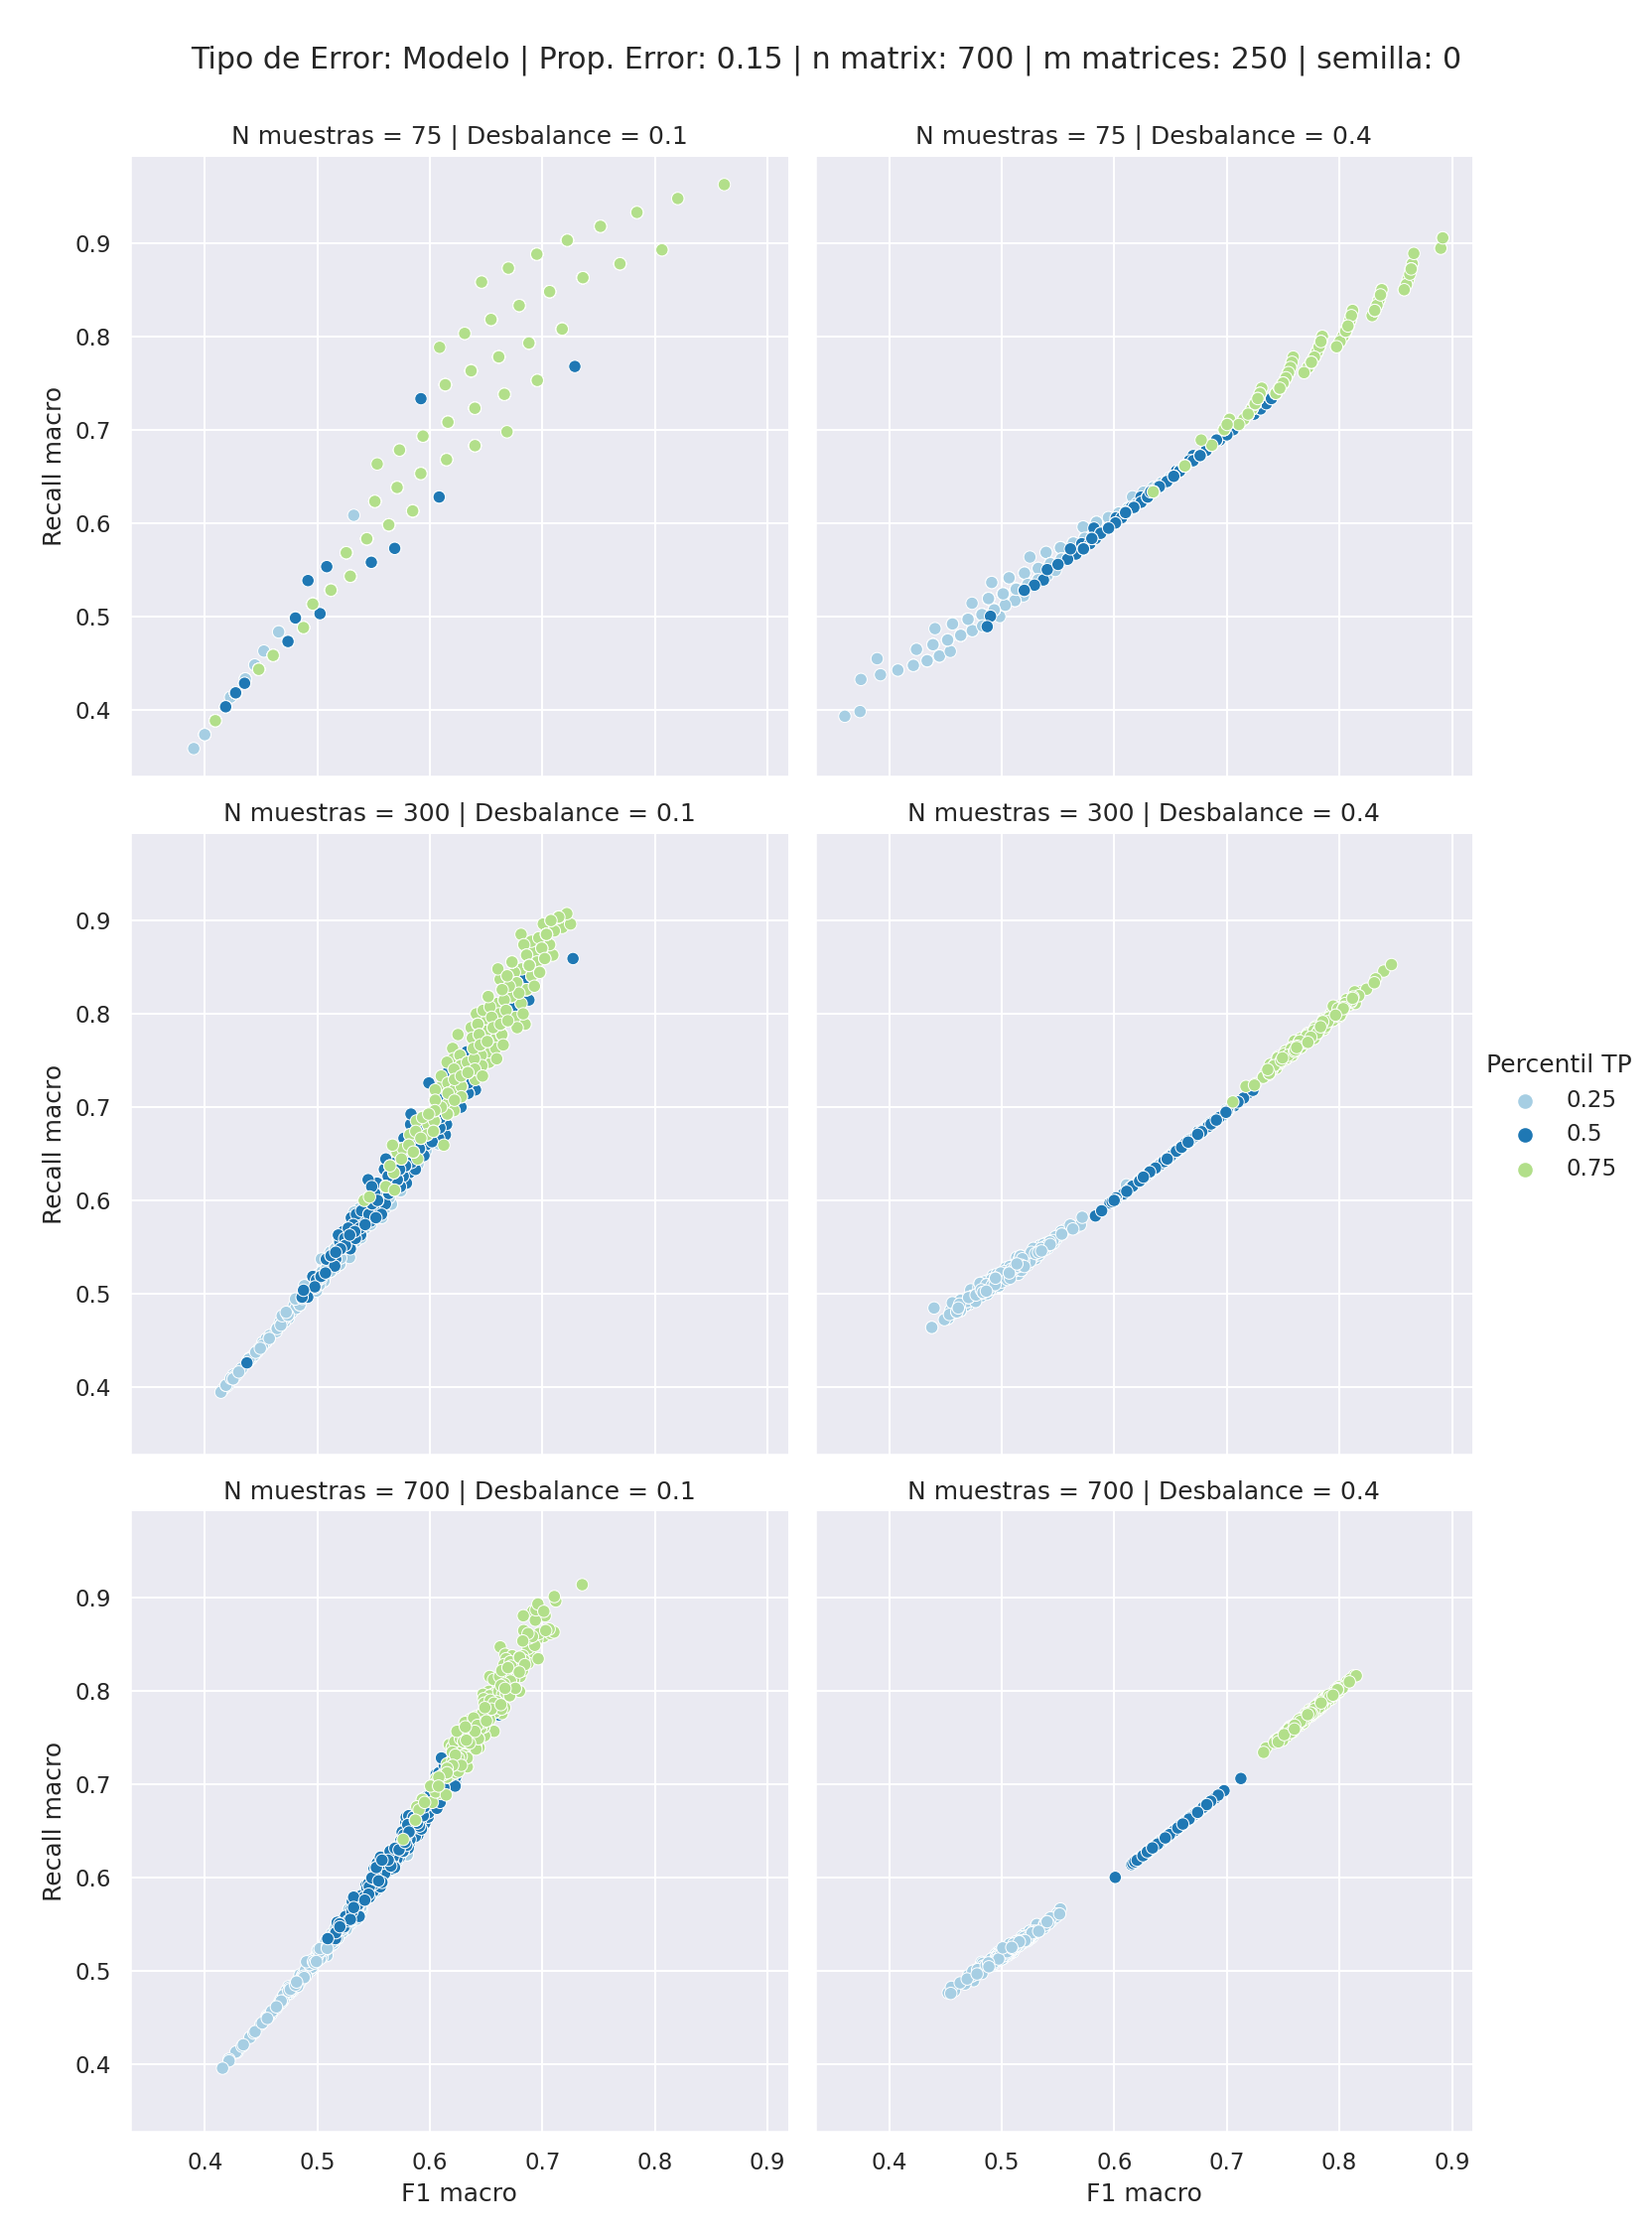 Tipo de Error: Modelo | Prop. Error: 0.15 | n matrix: 700 | m matrices: 250 | semilla: 0
N muestras = 75 | Desbalance = 0.1
N muestras = 75 | Desbalance = 0.4
0.9
0.8
0.7
0.6
0.5
0.4
Recall macro
N muestras = 300 | Desbalance = 0.1
N muestras = 300 | Desbalance = 0.4
0.9
0.8
0.7
0.6
0.5
0.4
Recall macro
Percentil TP
0.25
0.5
0.75
N muestras = 700 | Desbalance = 0.1
N muestras = 700 | Desbalance = 0.4
0.9
0.8
0.7
0.6
0.5
0.4
Recall macro
0.4 0.5 0.6 0.7 0.8 0.9
F1 macro
0.4 0.5 0.6 0.7 0.8 0.9
F1 macro